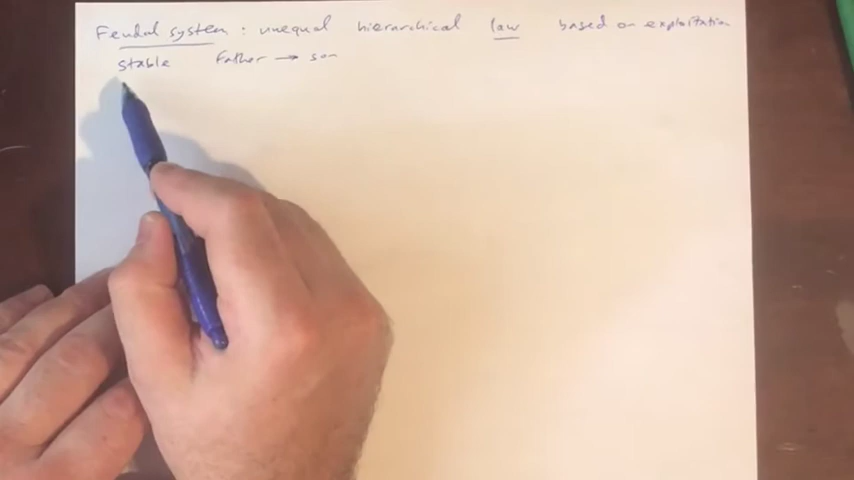 Feudal system : unequal hierarchical law based on exploitation
stable Father → son